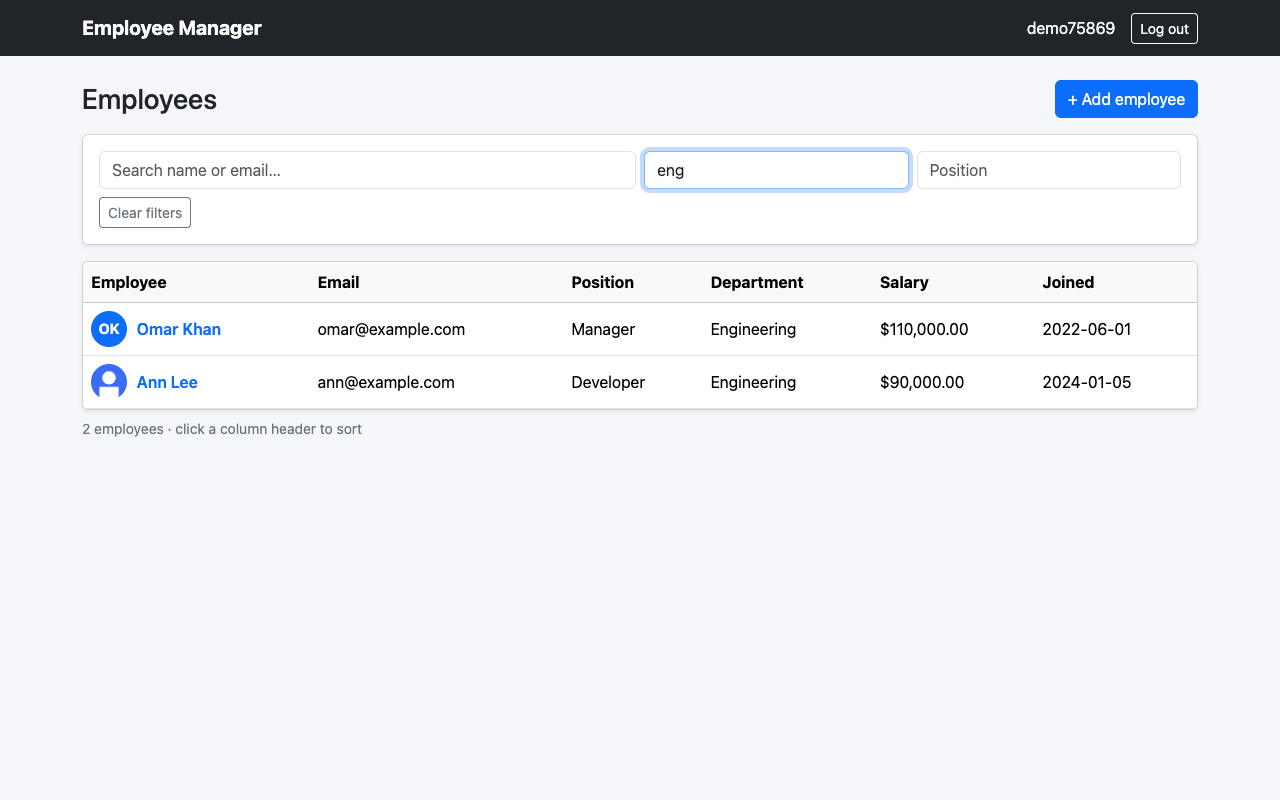 Employee Manager demo75869 Log out
Employees + Add employee
Search name or email... eng Position
Clear filters
Employee Email Position Department Salary Joined
OK Omar Khan omar@example.com Manager Engineering $110,000.00 2022-06-01
Ann Lee ann@example.com Developer Engineering $90,000.00 2024-01-05
2 employees · click a column header to sort